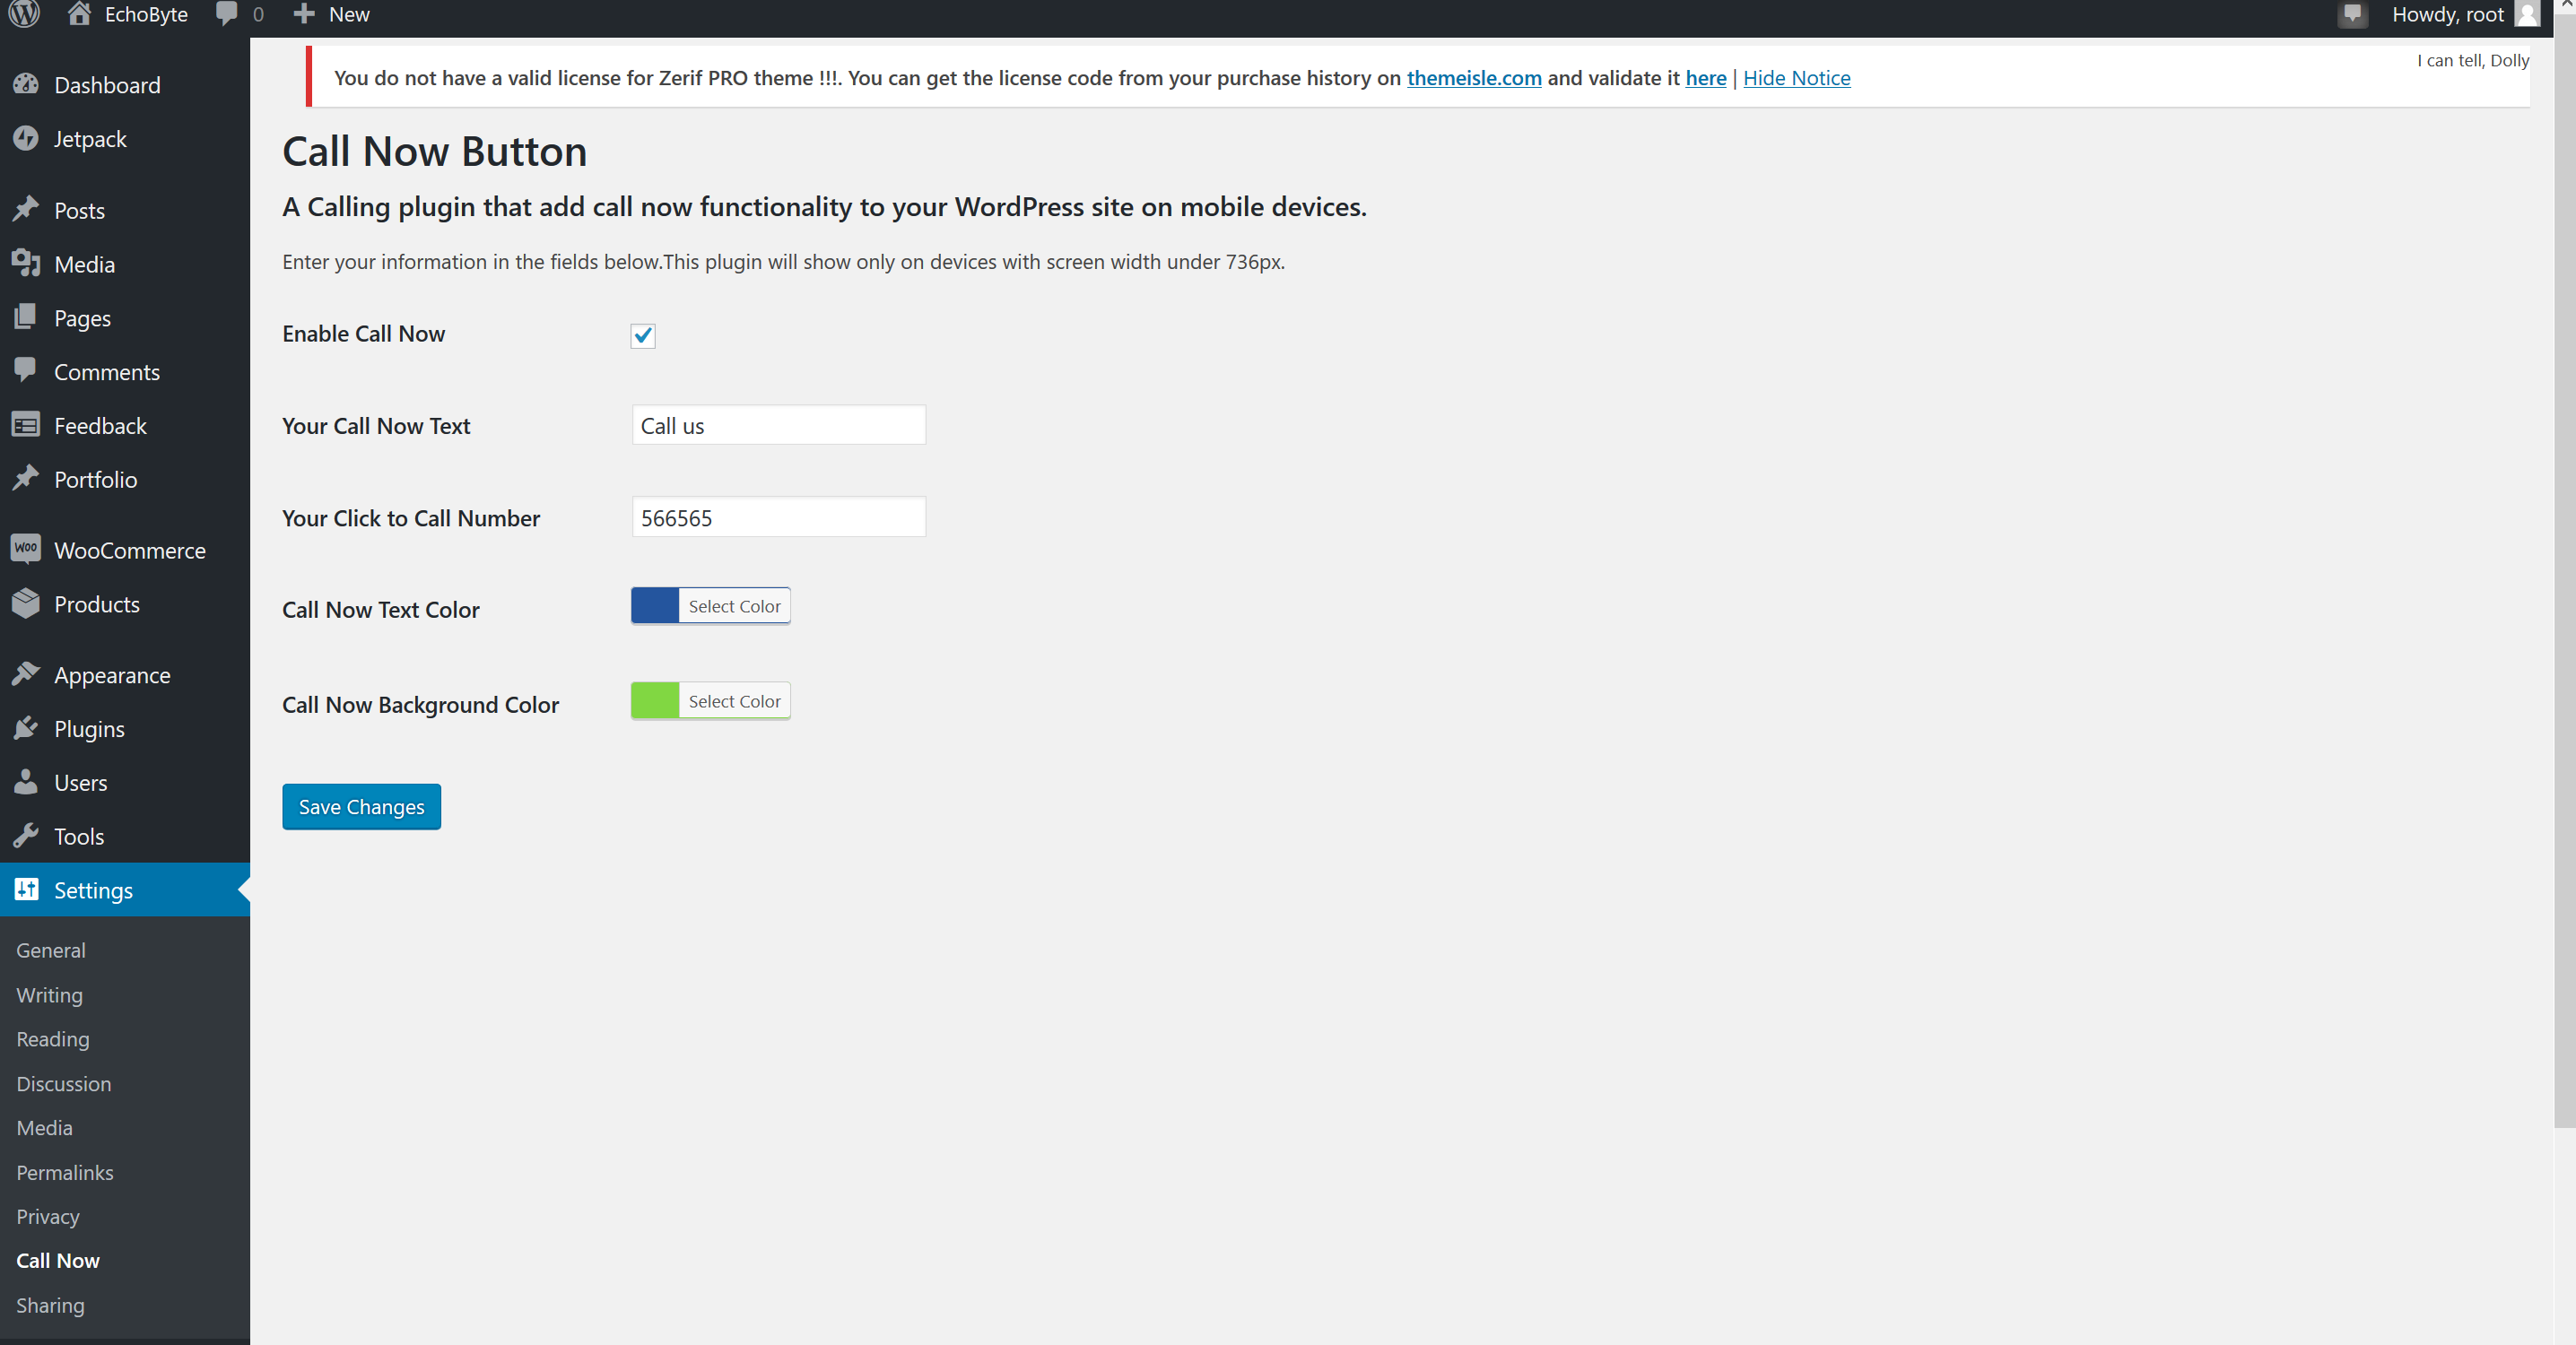 EchoByte 0 New Howdy, root
I can tell, Dolly
You do not have a valid license for Zerif PRO theme !!!. You can get the license code from your purchase history on themeisle.com and validate it here | Hide Notice
Dashboard
Jetpack
Posts
Media
Pages
Comments
Feedback
Portfolio
Woo WooCommerce
Products
Appearance
Plugins
Users
Tools
Settings
General
Writing
Reading
Discussion
Media
Permalinks
Privacy
Call Now
Sharing
Call Now Button
A Calling plugin that add call now functionality to your WordPress site on mobile devices.
Enter your information in the fields below.This plugin will show only on devices with screen width under 736px.
Enable Call Now
Your Call Now Text Call us
Your Click to Call Number 566565
Call Now Text Color Select Color
Call Now Background Color Select Color
Save Changes